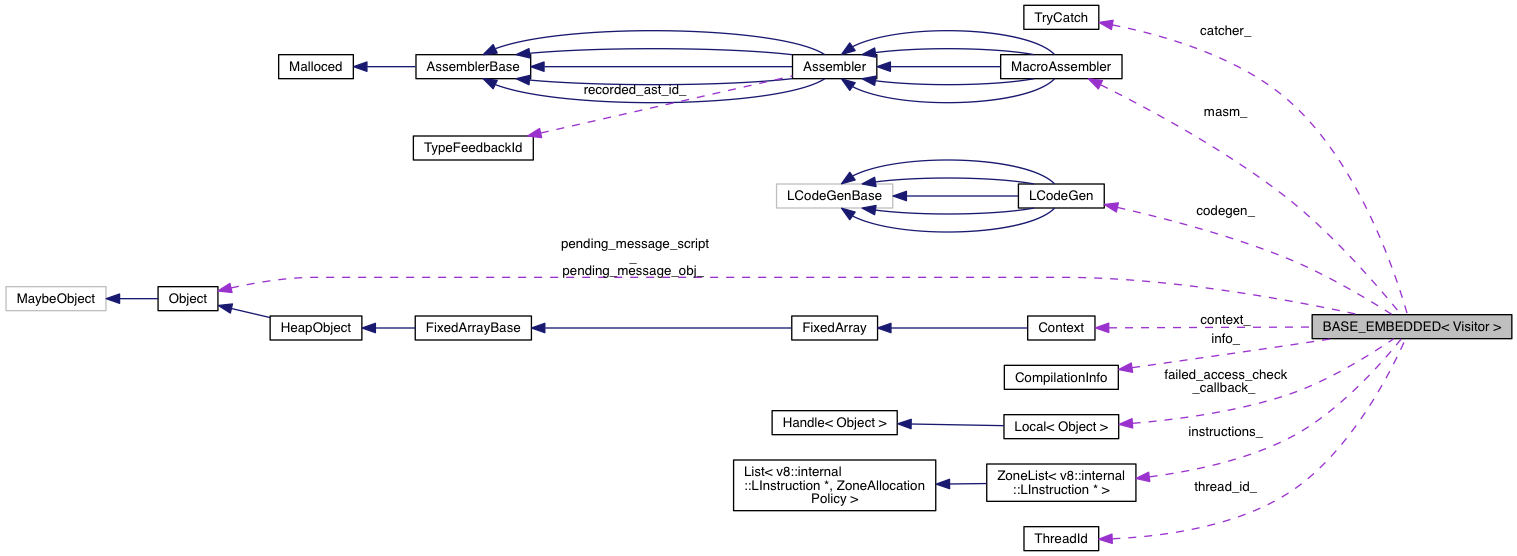 TryCatch
catcher_
Malloced
AssemblerBase
Assembler
MacroAssembler
recorded_ast_id_
masm_
TypeFeedbackId
LCodeGenBase
LCodeGen
codegen_
pending_message_script
_
pending_message_obj_
MaybeObject
Object
HeapObject
FixedArrayBase
FixedArray
Context
context_
BASE_EMBEDDED< Visitor >
info_
CompilationInfo
failed_access_check
_callback_
Handle< Object >
Local< Object >
instructions_
List< v8::internal
::LInstruction *, ZoneAllocation
Policy >
ZoneList< v8::internal
::LInstruction * >
thread_id_
ThreadId